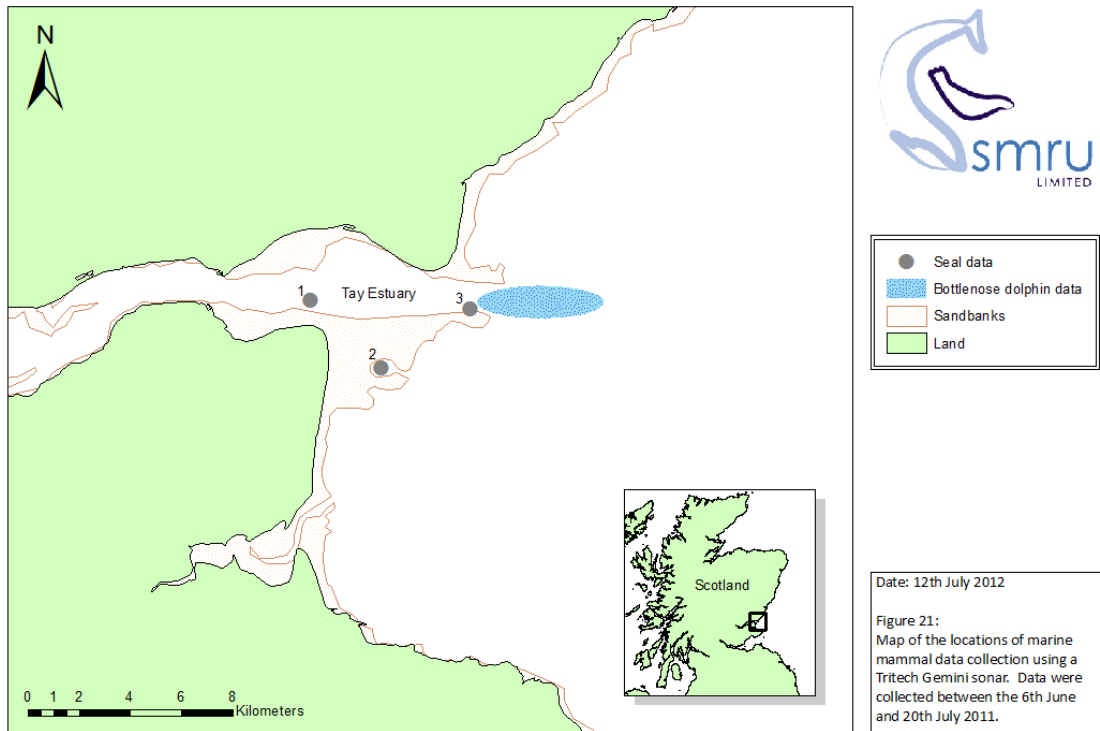 N
1
Tay Estuary
3
2
Scotland
0 1 2 4 6 8
Kilometers
smru
LIMITED
Seal data
Bottlenose dolphin data
Sandbanks
Land
Date: 12th July 2012
Figure 21:
Map of the locations of marine
mammal data collection using a
Tritech Gemini sonar. Data were
collected between the 6th June
and 20th July 2011.